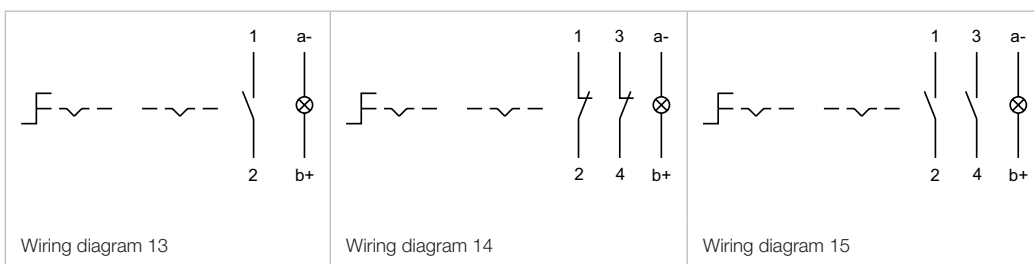 1 a-
2 b+
Wiring diagram 13
1 3 a-
2 4 b+
Wiring diagram 14
1 3 a-
2 4 b+
Wiring diagram 15